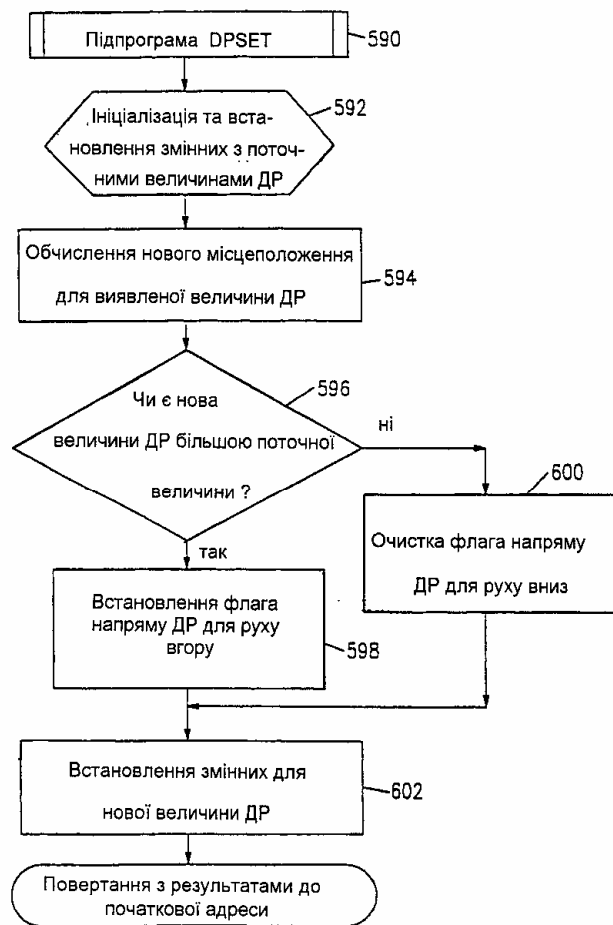 Підпрограма DPSET
590
592
Ініціалізація та вста-
новлення змінних з поточ-
ними величинами ДР
Обчислення нового місцеположення
для виявленої величини ДР
594
596
Чи є нова
величини ДР більшою поточної
величини ?
ні
так
600
Очистка флага напряму
ДР для руху вниз
Встановлення флага
напряму ДР для руху
вгору
598
Встановлення змінних для
нової величини ДР
602
Повертання з результатами до
початкової адреси